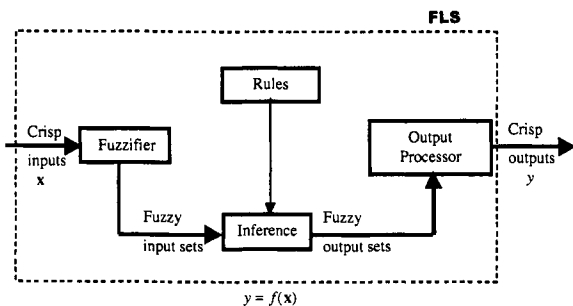 FLS
Rules
Crisp
inputs
x
Fuzzifier
Output
Processor
Crisp
outputs
y
Fuzzy
input sets
Inference
Fuzzy
output sets
y = f(x)